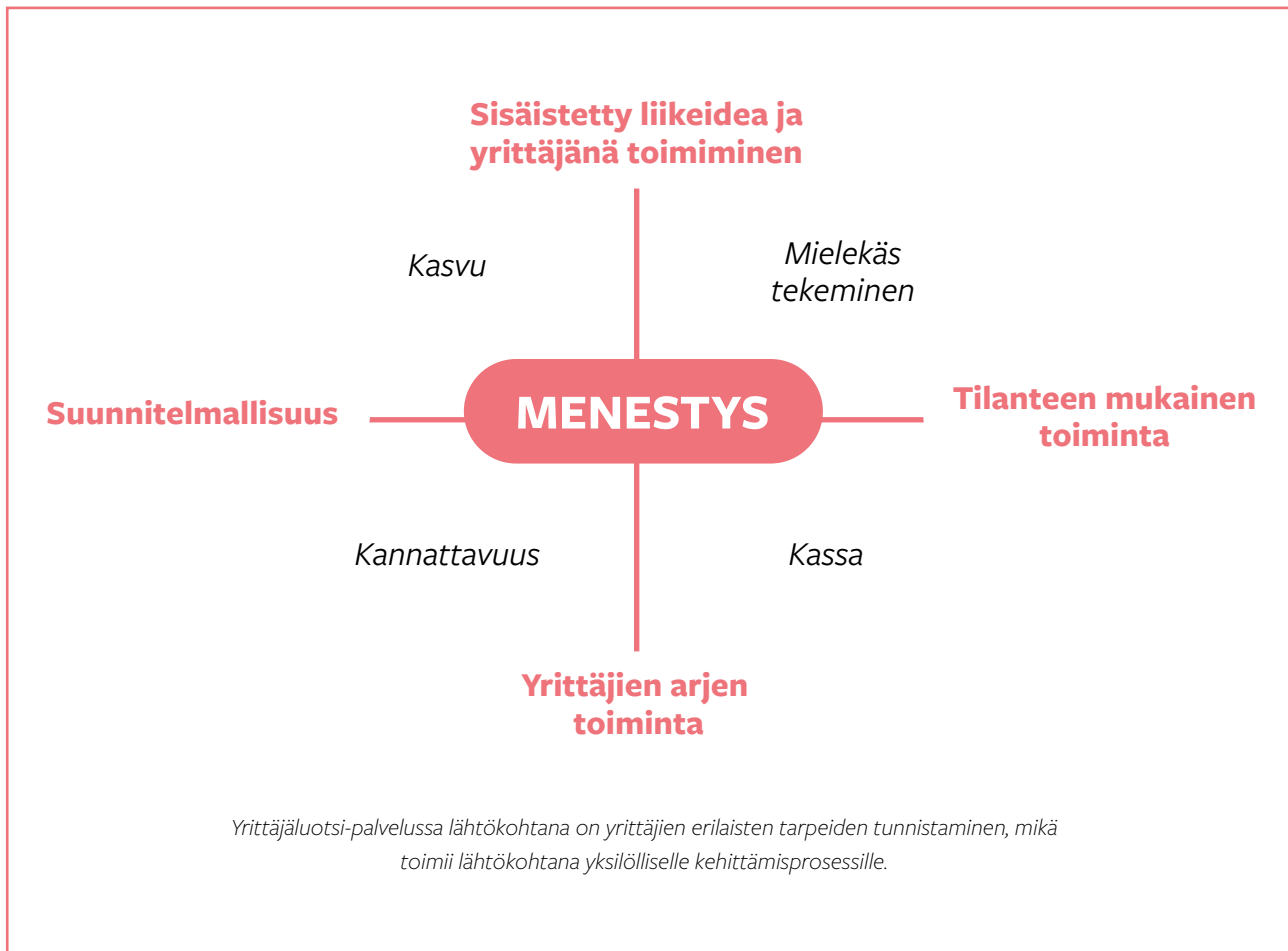 Sisäistetty liikeidea ja
yrittäjänä toimiminen
Kasvu
Mielekäs
tekeminen
Suunnitelmallisuus
MENESTYS
Tilanteen mukainen
toiminta
Kannattavuus
Kassa
Yrittäjien arjen
toiminta
Yrittäjäluotsi-palvelussa lähtökohtana on yrittäjien erilaisten tarpeiden tunnistaminen, mikä
toimii lähtökohtana yksilölliselle kehittämisprosessille.